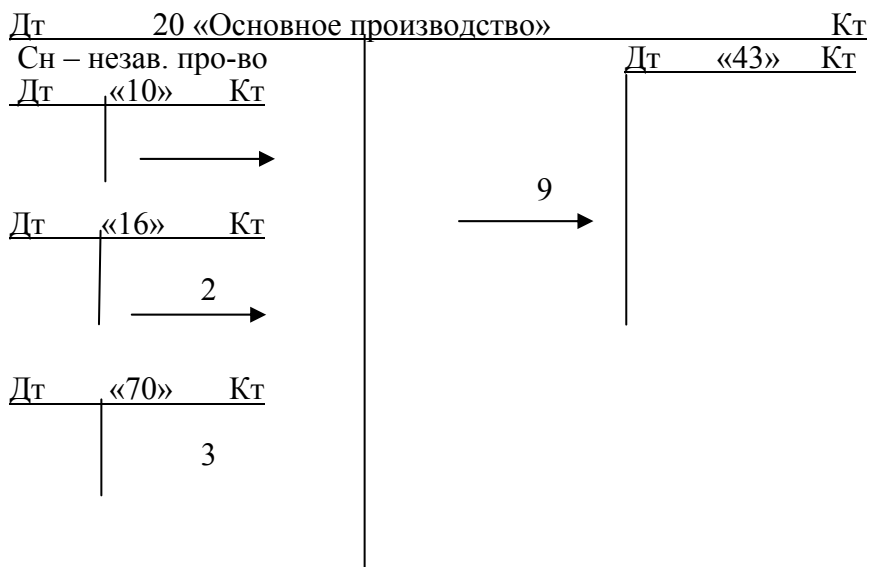 Дт 20 «Основное производство» Кт
Сн – незав. про-во
Дт «43» Кт
Дт «10» Кт
9
Дт «16» Кт
2
Дт «70» Кт
3